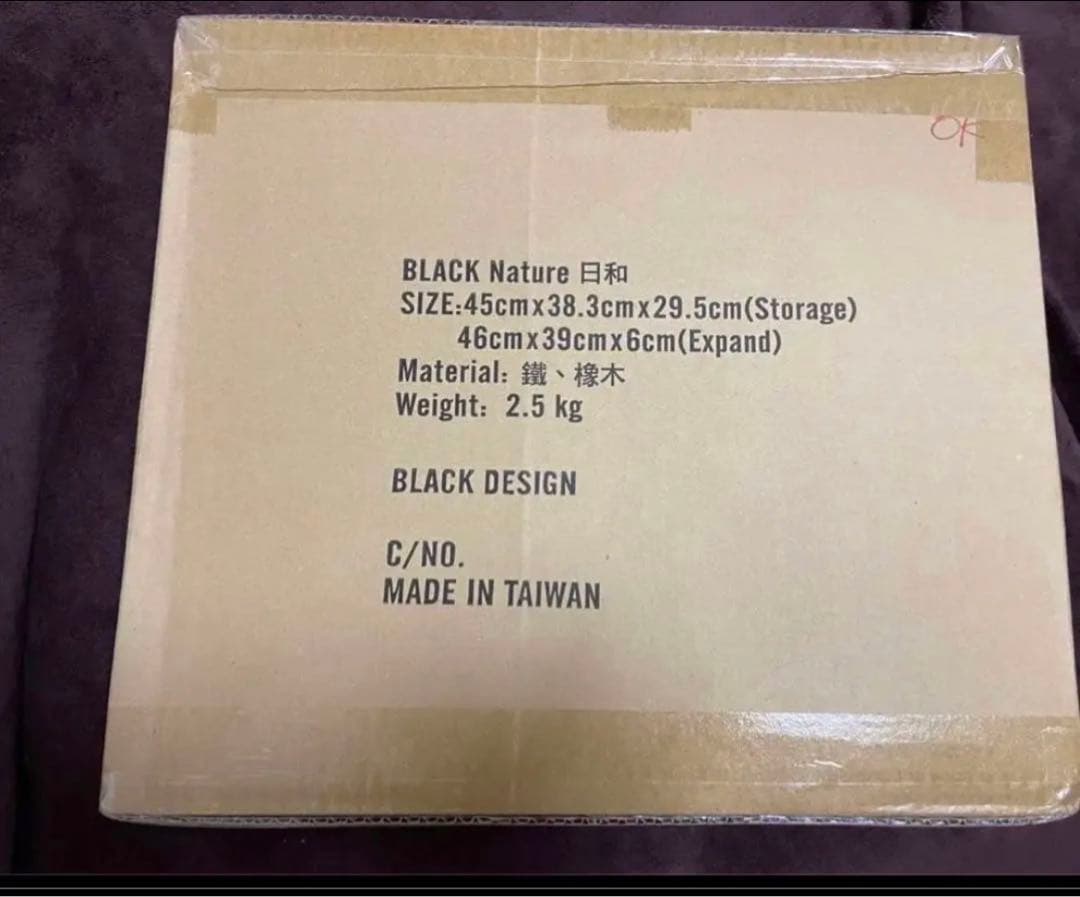 OK
BLACK Nature 日和
SIZE:45cmx38.3cmx29.5cm(Storage)
46cmx39cmx6cm(Expand)
Material: 鐵、橡木
Weight: 2.5 kg
BLACK DESIGN
C/NO.
MADE IN TAIWAN